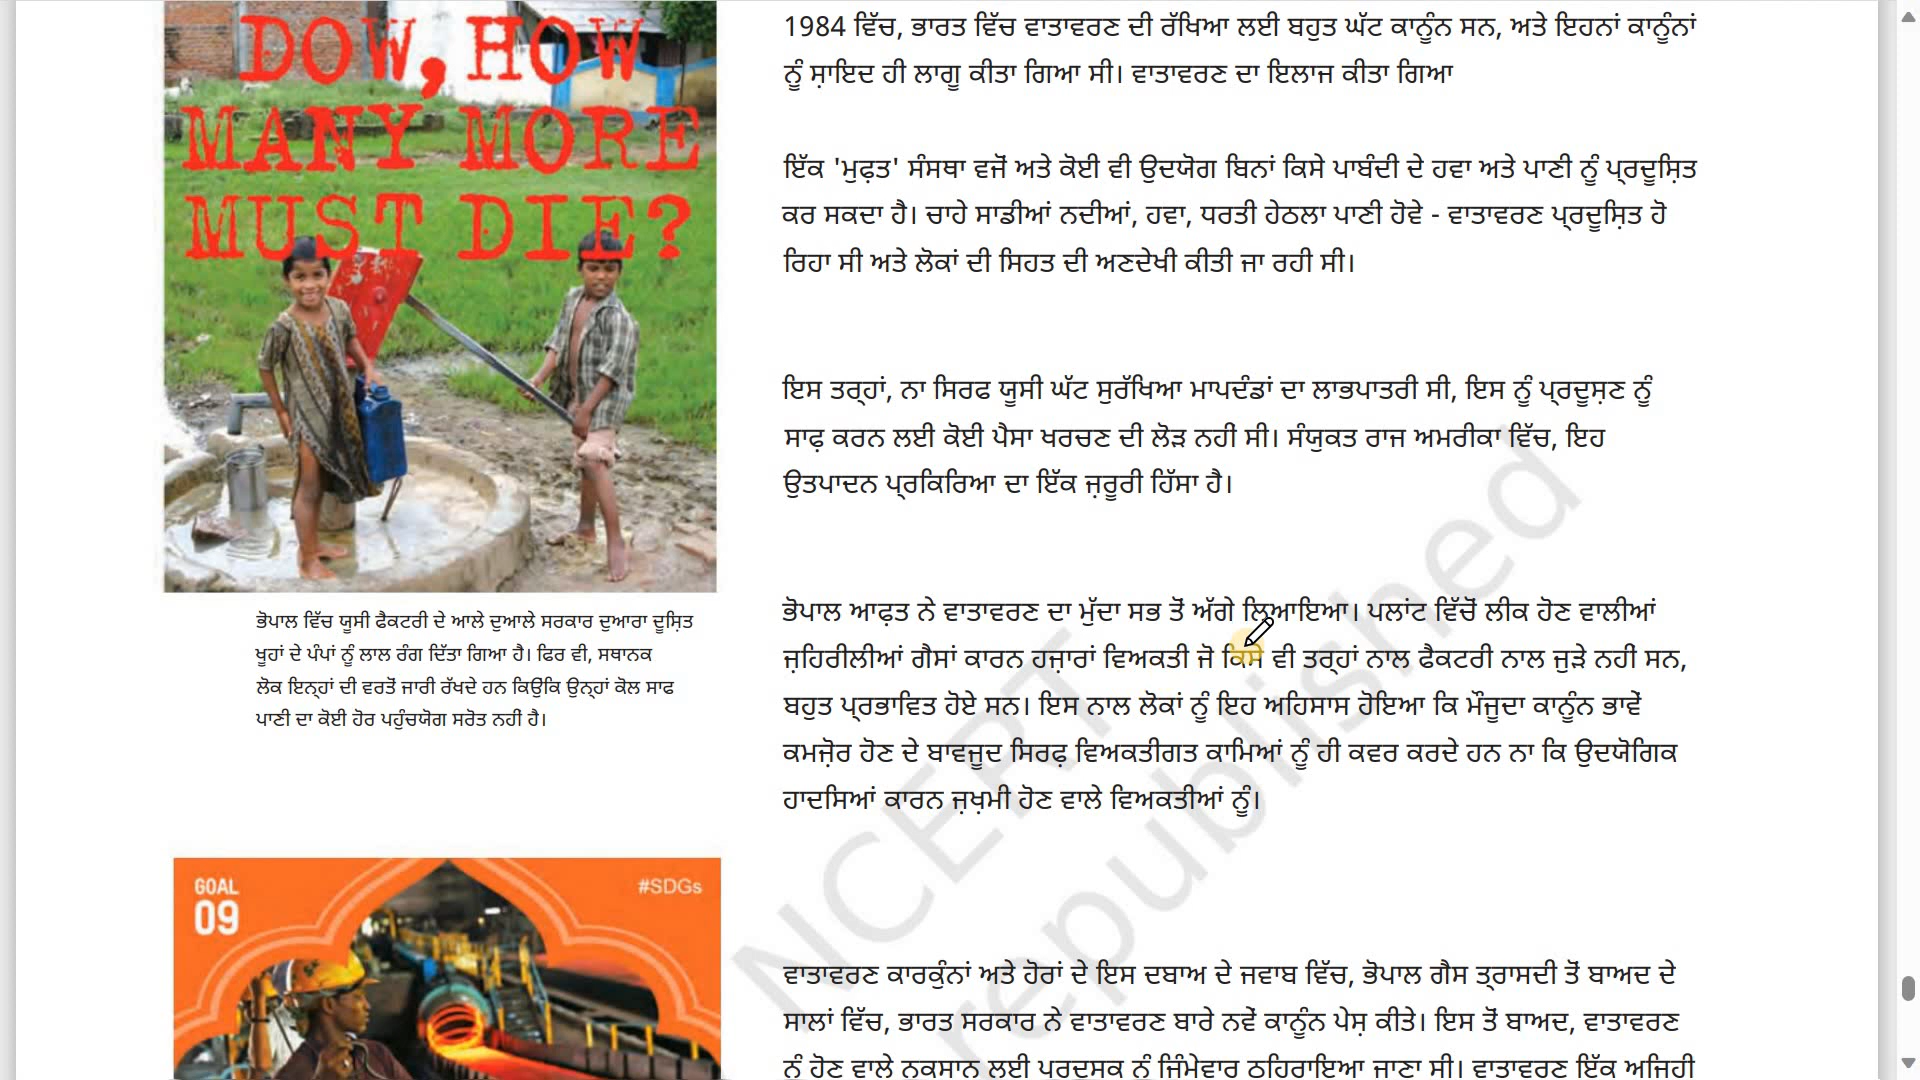 DOW, HOW
MANY MORE
MUST DIE?
ਭੋਪਾਲ ਵਿੱਚ ਯੂਸੀ ਫੈਕਟਰੀ ਦੇ ਆਲੇ ਦੁਆਲੇ ਸਰਕਾਰ ਦੁਆਰਾ ਦੂਸ਼ਿਤ
ਖੂਹਾਂ ਦੇ ਪੰਪਾਂ ਨੂੰ ਲਾਲ ਰੰਗ ਦਿੱਤਾ ਗਿਆ ਹੈ। ਫਿਰ ਵੀ, ਸਥਾਨਕ
ਲੋਕ ਇਨ੍ਹਾਂ ਦੀ ਵਰਤੋਂ ਜਾਰੀ ਰੱਖਦੇ ਹਨ ਕਿਉਂਕਿ ਉਨ੍ਹਾਂ ਕੋਲ ਸਾਫ
ਪਾਣੀ ਦਾ ਕੋਈ ਹੋਰ ਪਹੁੰਚਯੋਗ ਸਰੋਤ ਨਹੀਂ ਹੈ।
GOAL
09
#SDGs
1984 ਵਿੱਚ, ਭਾਰਤ ਵਿੱਚ ਵਾਤਾਵਰਣ ਦੀ ਰੱਖਿਆ ਲਈ ਬਹੁਤ ਘੱਟ ਕਾਨੂੰਨ ਸਨ, ਅਤੇ ਇਹਨਾਂ ਕਾਨੂੰਨਾਂ
ਨੂੰ ਸ਼ਾਇਦ ਹੀ ਲਾਗੂ ਕੀਤਾ ਗਿਆ ਸੀ। ਵਾਤਾਵਰਣ ਦਾ ਇਲਾਜ ਕੀਤਾ ਗਿਆ
ਇੱਕ 'ਮੁਫ਼ਤ' ਸੰਸਥਾ ਵਜੋਂ ਅਤੇ ਕੋਈ ਵੀ ਉਦਯੋਗ ਬਿਨਾਂ ਕਿਸੇ ਪਾਬੰਦੀ ਦੇ ਹਵਾ ਅਤੇ ਪਾਣੀ ਨੂੰ ਪ੍ਰਦੂਸ਼ਿਤ
ਕਰ ਸਕਦਾ ਹੈ। ਚਾਹੇ ਸਾਡੀਆਂ ਨਦੀਆਂ, ਹਵਾ, ਧਰਤੀ ਹੇਠਲਾ ਪਾਣੀ ਹੋਵੇ - ਵਾਤਾਵਰਣ ਪ੍ਰਦੂਸ਼ਿਤ ਹੋ
ਰਿਹਾ ਸੀ ਅਤੇ ਲੋਕਾਂ ਦੀ ਸਿਹਤ ਦੀ ਅਣਦੇਖੀ ਕੀਤੀ ਜਾ ਰਹੀ ਸੀ।
ਇਸ ਤਰ੍ਹਾਂ, ਨਾ ਸਿਰਫ ਯੂਸੀ ਘੱਟ ਸੁਰੱਖਿਆ ਮਾਪਦੰਡਾਂ ਦਾ ਲਾਭਪਾਤਰੀ ਸੀ, ਇਸ ਨੂੰ ਪ੍ਰਦੂਸ਼ਣ ਨੂੰ
ਸਾਫ਼ ਕਰਨ ਲਈ ਕੋਈ ਪੈਸਾ ਖਰਚਣ ਦੀ ਲੋੜ ਨਹੀਂ ਸੀ। ਸੰਯੁਕਤ ਰਾਜ ਅਮਰੀਕਾ ਵਿੱਚ, ਇਹ
ਉਤਪਾਦਨ ਪ੍ਰਕਿਰਿਆ ਦਾ ਇੱਕ ਜ਼ਰੂਰੀ ਹਿੱਸਾ ਹੈ।
ਭੋਪਾਲ ਆਫ਼ਤ ਨੇ ਵਾਤਾਵਰਣ ਦਾ ਮੁੱਦਾ ਸਭ ਤੋਂ ਅੱਗੇ ਲਿਆਇਆ। ਪਲਾਂਟ ਵਿੱਚੋਂ ਲੀਕ ਹੋਣ ਵਾਲੀਆਂ
ਜ਼ਹਿਰੀਲੀਆਂ ਗੈਸਾਂ ਕਾਰਨ ਹਜ਼ਾਰਾਂ ਵਿਅਕਤੀ ਜੋ ਕਿਸੇ ਵੀ ਤਰ੍ਹਾਂ ਨਾਲ ਫੈਕਟਰੀ ਨਾਲ ਜੁੜੇ ਨਹੀਂ ਸਨ,
ਬਹੁਤ ਪ੍ਰਭਾਵਿਤ ਹੋਏ ਸਨ। ਇਸ ਨਾਲ ਲੋਕਾਂ ਨੂੰ ਇਹ ਅਹਿਸਾਸ ਹੋਇਆ ਕਿ ਮੌਜੂਦਾ ਕਾਨੂੰਨ ਭਾਵੇਂ
ਕਮਜ਼ੋਰ ਹੋਣ ਦੇ ਬਾਵਜੂਦ ਸਿਰਫ਼ ਵਿਅਕਤੀਗਤ ਕਾਮਿਆਂ ਨੂੰ ਹੀ ਕਵਰ ਕਰਦੇ ਹਨ ਨਾ ਕਿ ਉਦਯੋਗਿਕ
ਹਾਦਸਿਆਂ ਕਾਰਨ ਜ਼ਖ਼ਮੀ ਹੋਣ ਵਾਲੇ ਵਿਅਕਤੀਆਂ ਨੂੰ।
ਵਾਤਾਵਰਣ ਕਾਰਕੁੰਨਾਂ ਅਤੇ ਹੋਰਾਂ ਦੇ ਇਸ ਦਬਾਅ ਦੇ ਜਵਾਬ ਵਿੱਚ, ਭੋਪਾਲ ਗੈਸ ਤ੍ਰਾਸਦੀ ਤੋਂ ਬਾਅਦ ਦੇ
ਸਾਲਾਂ ਵਿੱਚ, ਭਾਰਤ ਸਰਕਾਰ ਨੇ ਵਾਤਾਵਰਣ ਬਾਰੇ ਨਵੇਂ ਕਾਨੂੰਨ ਪੇਸ਼ ਕੀਤੇ। ਇਸ ਤੋਂ ਬਾਅਦ, ਵਾਤਾਵਰਣ
ਨੂੰ ਹੋਣ ਵਾਲੇ ਨੁਕਸਾਨ ਲਈ ਪ੍ਰਦੂਸ਼ਕ ਨੂੰ ਜ਼ਿੰਮੇਵਾਰ ਠਹਿਰਾਇਆ ਜਾਣਾ ਸੀ। ਵਾਤਾਵਰਣ ਇੱਕ ਅਜਿਹੀ
NCERT
republished